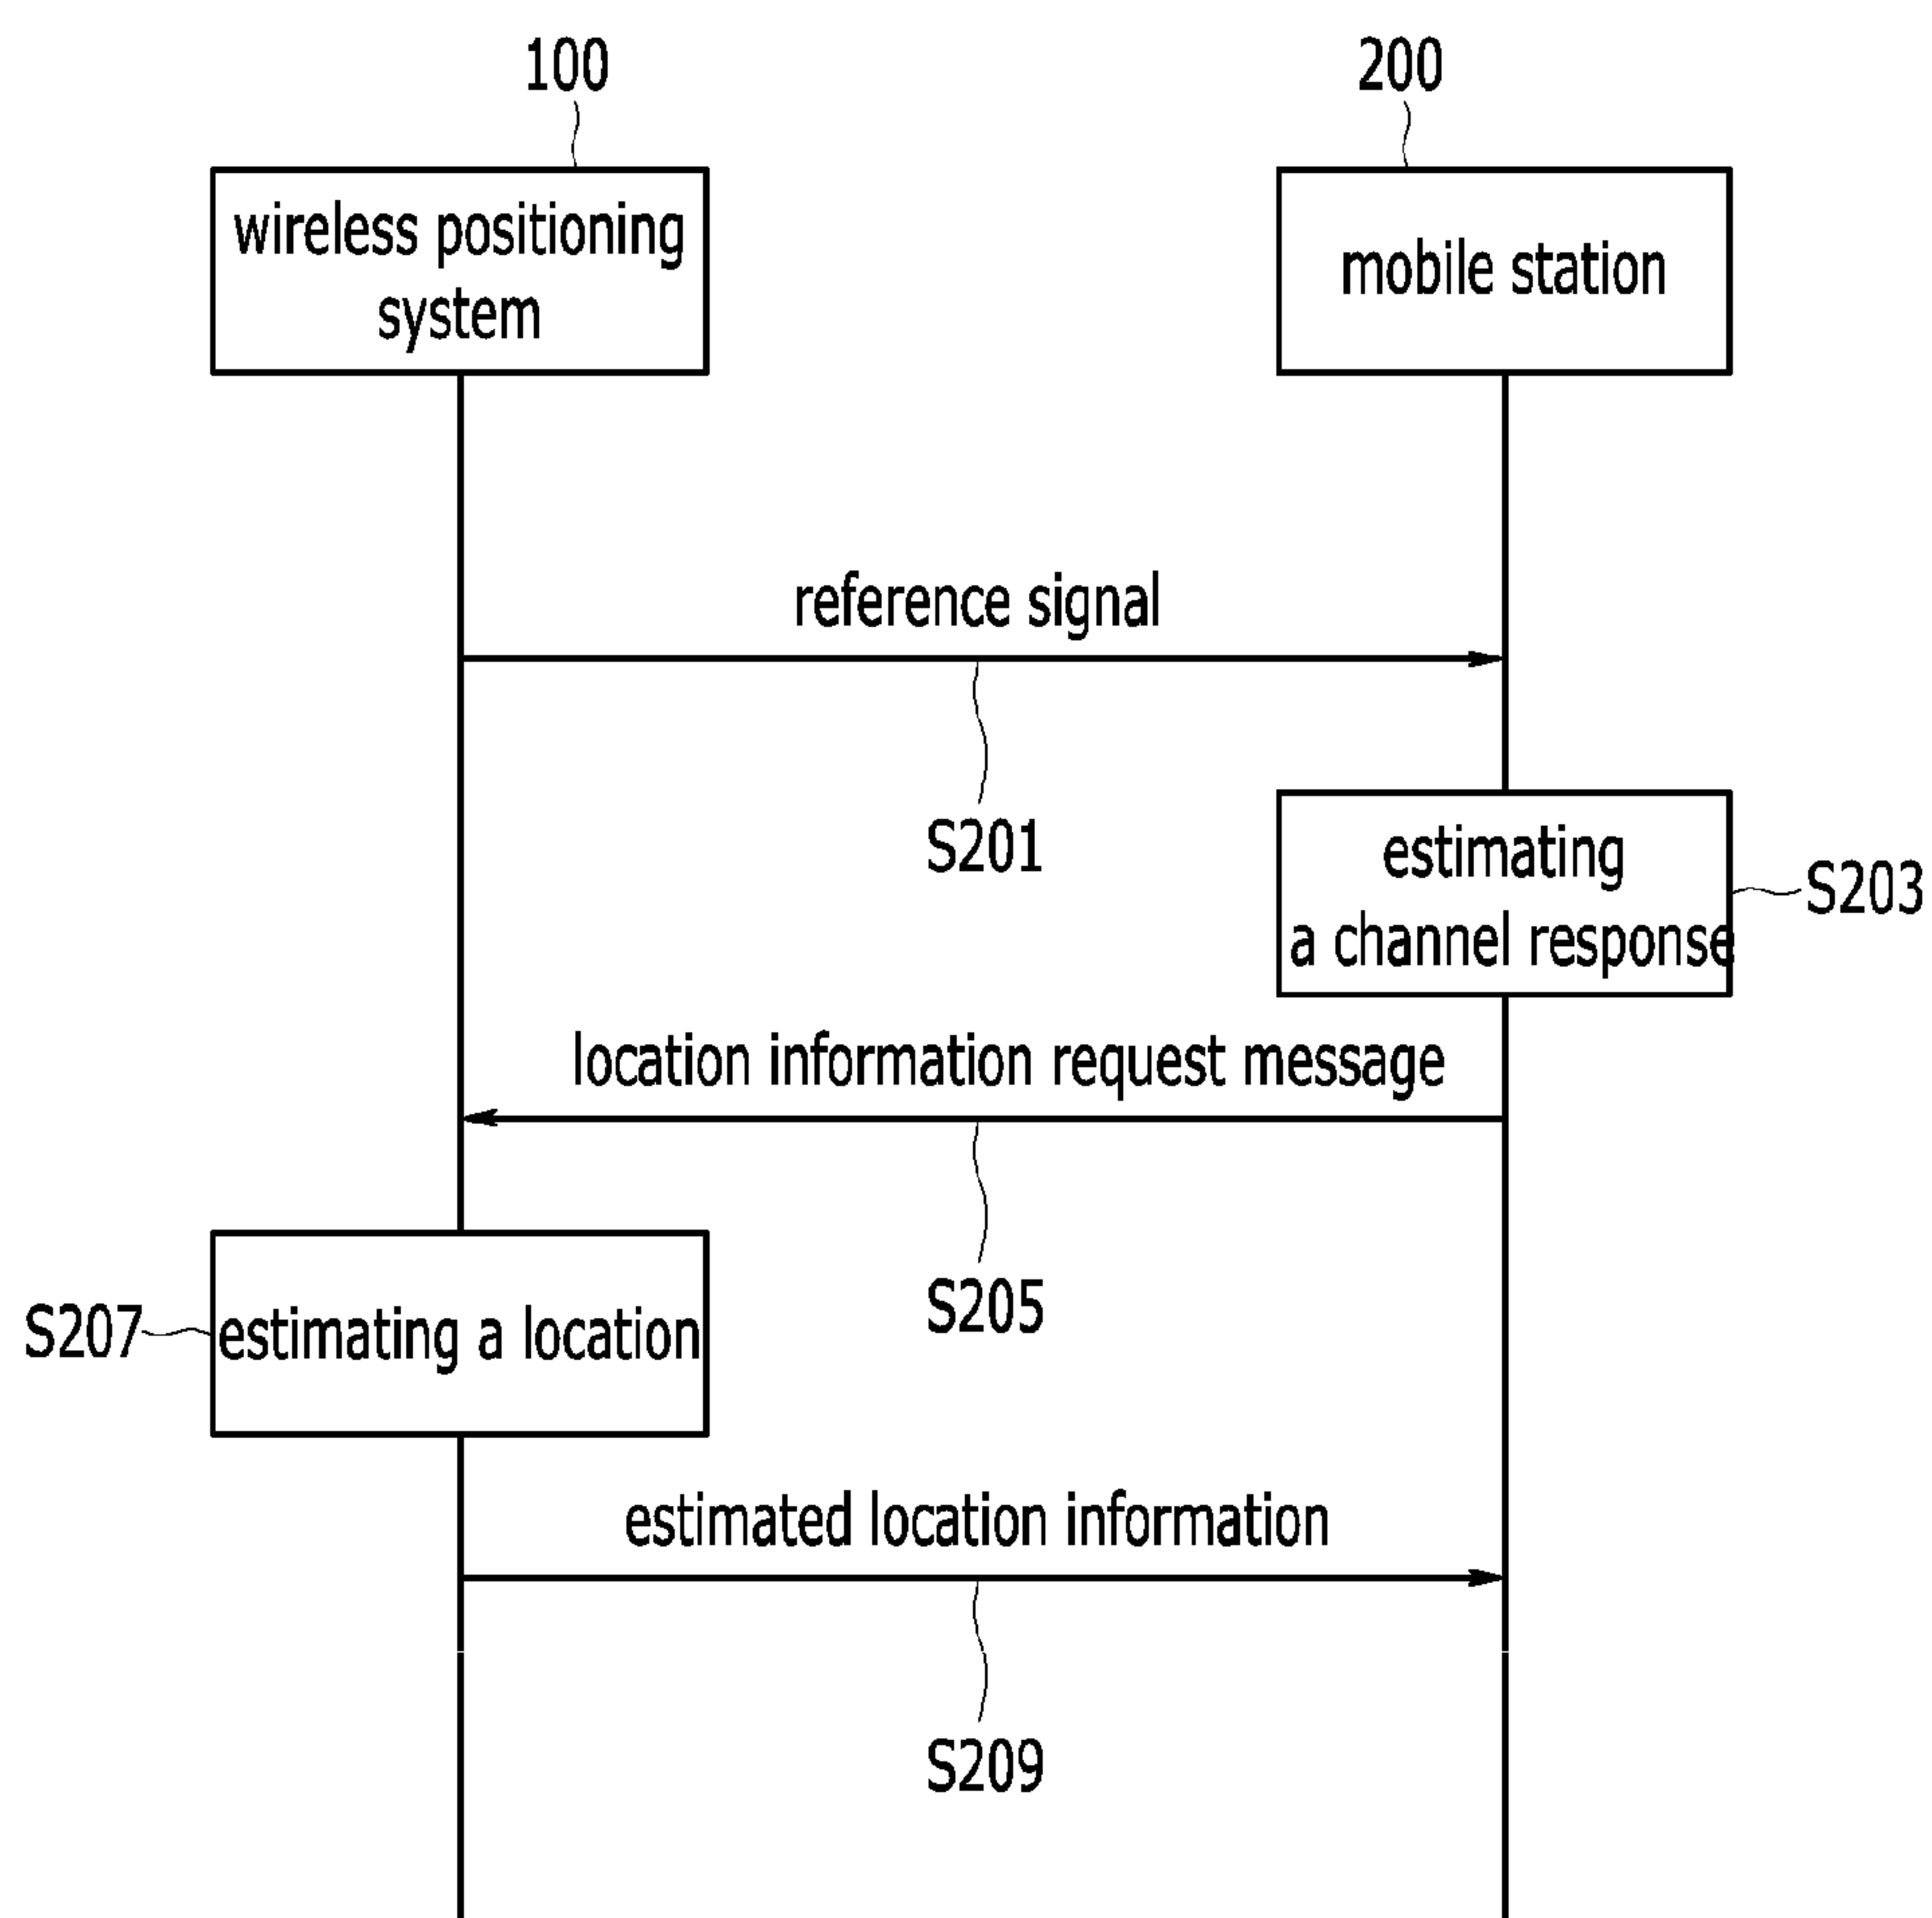 100
200
wireless positioning
system
mobile station
reference signal
S201
estimating
a channel response
S203
location information request message
S205
S207
estimating a location
estimated location information
S209